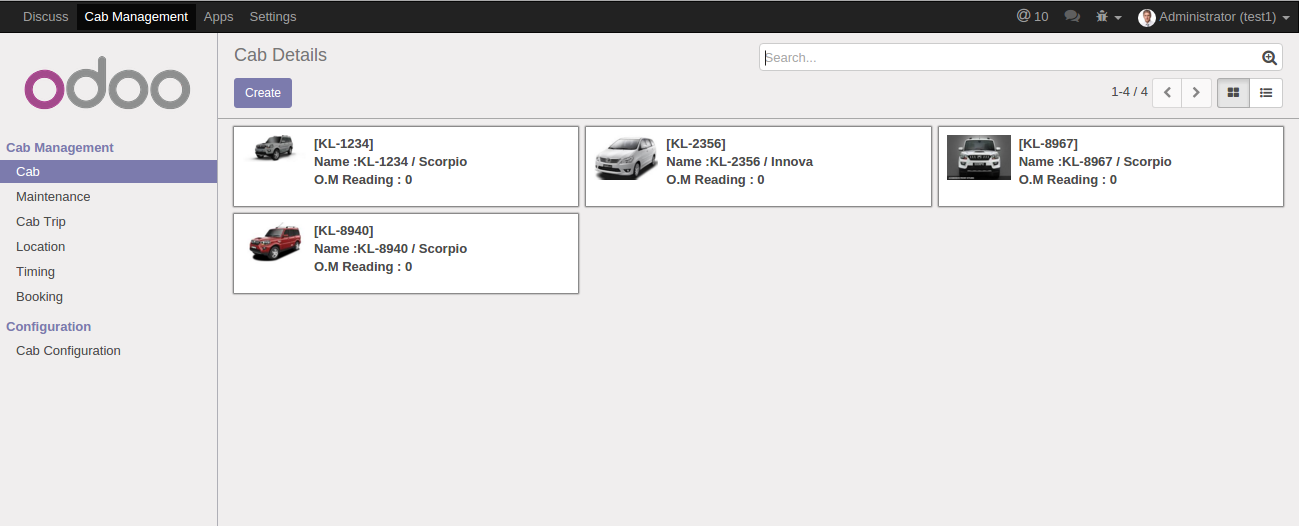 Discuss Cab Management Apps Settings @ 10 Administrator (test1)
odoo
Cab Details
Search...
Create
1-4 / 4
Cab Management
Cab
Maintenance
Cab Trip
Location
Timing
Booking
Configuration
Cab Configuration
[KL-1234]
Name :KL-1234 / Scorpio
O.M Reading : 0
[KL-2356]
Name :KL-2356 / Innova
O.M Reading : 0
[KL-8967]
Name :KL-8967 / Scorpio
O.M Reading : 0
[KL-8940]
Name :KL-8940 / Scorpio
O.M Reading : 0